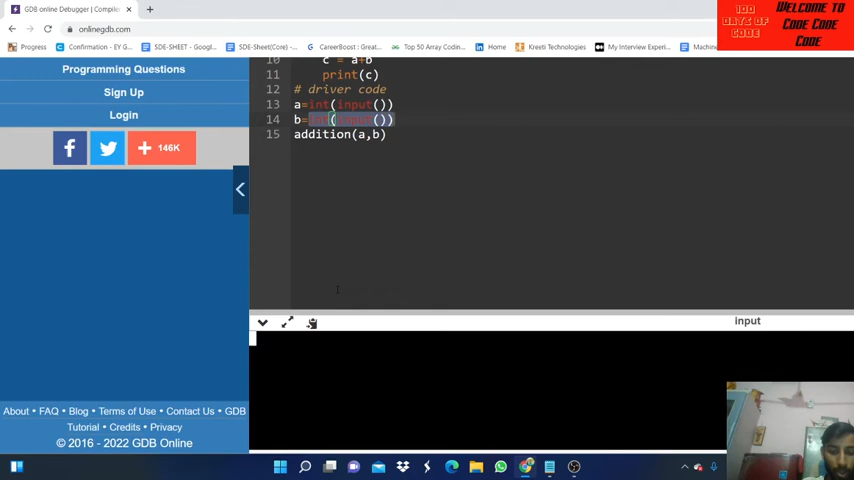 GDB online Debugger | Compiler
onlinegdb.com
Progress
Confirmation - EY G...
SDE-SHEET - Googl...
SDE-Sheet(Core) -...
CareerBoost : Great...
Top 50 Array Coding...
Home
Kreeti Technologies
My Interview Experi...
Machin
100
DAYS OF
CODE
WELCOME TO
CODE CODE
CODE
Programming Questions
Sign Up
Login
146K
10 c = a+b
11 print(c)
12 # driver code
13 a=int(input())
14 b=int(input())
15 addition(a,b)
input
About • FAQ • Blog • Terms of Use • Contact Us • GDB
Tutorial • Credits • Privacy
© 2016 - 2022 GDB Online